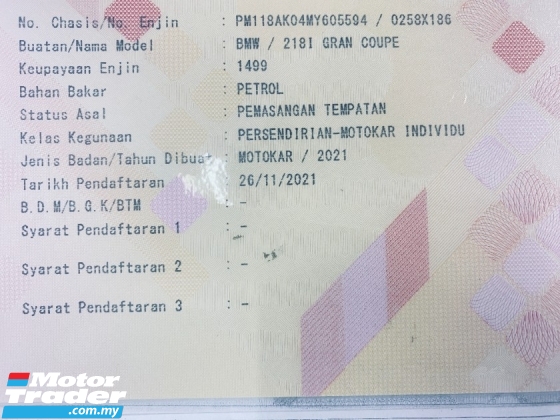 No. Chasis/No. Enjin : PM118AK04MY605594 / 0258X186
Buatan/Nama Model : BMW / 218I GRAN COUPE
Keupayaan Enjin : 1499
Bahan Bakar : PETROL
Status Asal : PEMASANGAN TEMPATAN
Kelas Kegunaan : PERSENDIRIAN-MOTOKAR INDIVIDU
Jenis Badan/Tahun Dibuat : MOTOKAR / 2021
Tarikh Pendaftaran : 26/11/2021
B.D.M/B.G.K/BTM : -
Syarat Pendaftaran 1 : -
Syarat Pendaftaran 2 : -
Syarat Pendaftaran 3 : -
Motor
Trader
.com.my